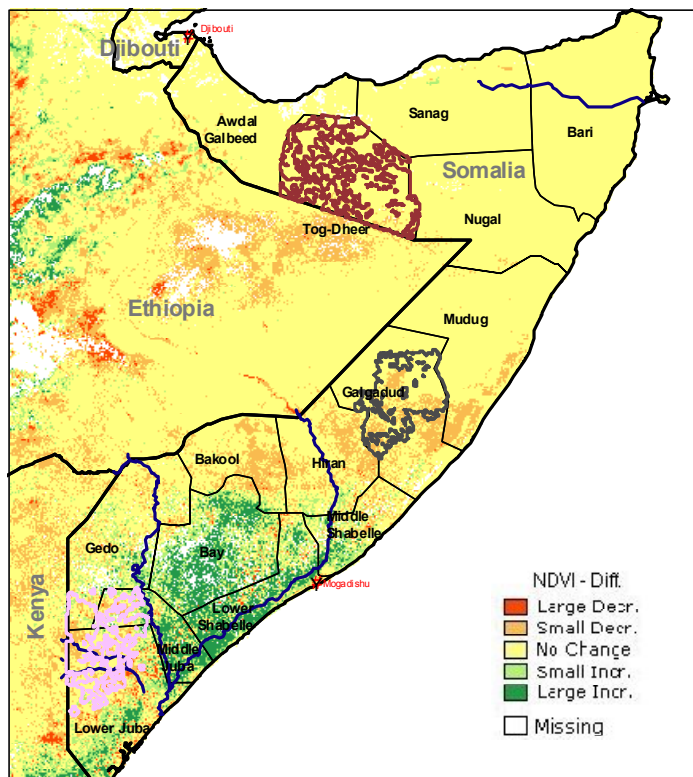 Djibouti
Djibouti
Awdal
Galbeed
Sanag
Bari
Somalia
Nugal
Tog-Dheer
Ethiopia
Mudug
Galgadud
Bakool
Hiran
Middle
Shabelle
Gedo
Bay
Mogadishu
Kenya
Lower
Shabelle
Middle
Juba
Lower Juba
NDVI - Diff.
Large Decr.
Small Decr.
No Change
Small Incr.
Large Incr.
Missing